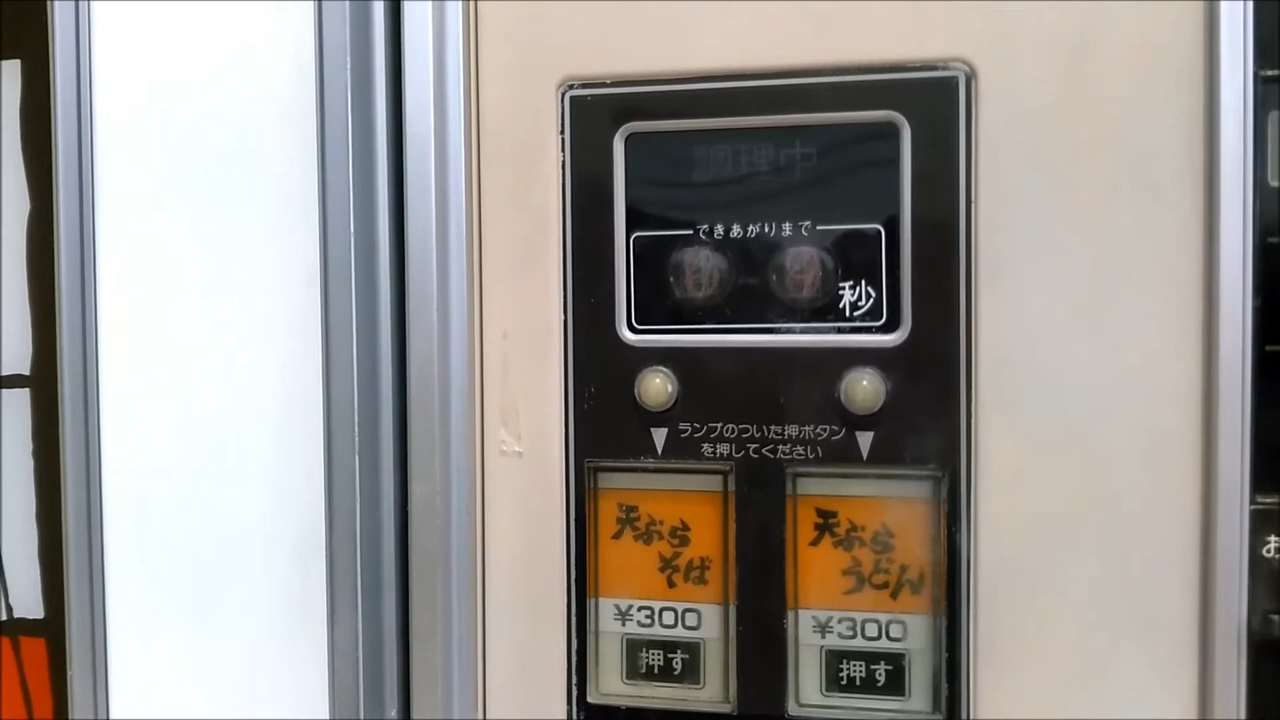 調理中
できあがりまで
秒
ランプのついた押ボタン
を押してください
天ぷら
そば
¥300
押す
天ぷら
うどん
¥300
押す
お